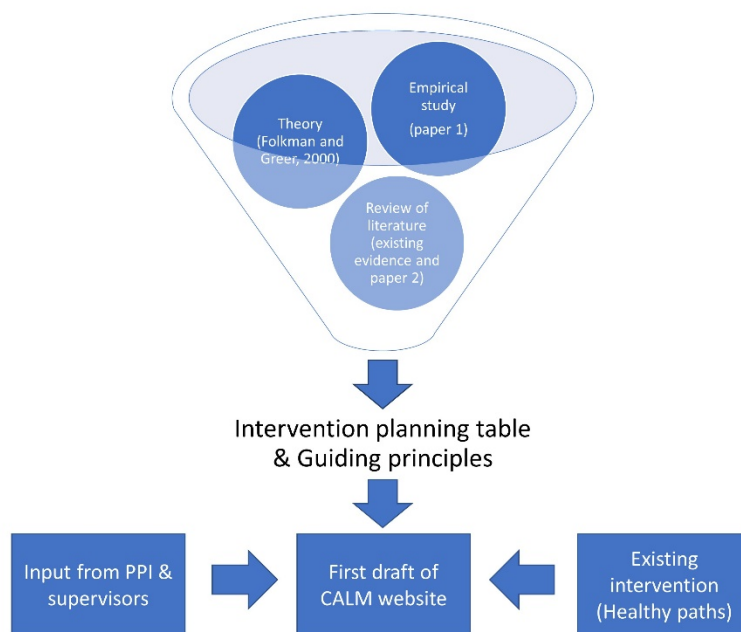 Empirical
study
(paper 1)
Theory
(Folkman and
Greer, 2000)
Review of
literature
(existing
evidence and
paper 2)
Intervention planning table
& Guiding principles
Input from PPI &
supervisors
First draft of
CALM website
Existing
intervention
(Healthy paths)